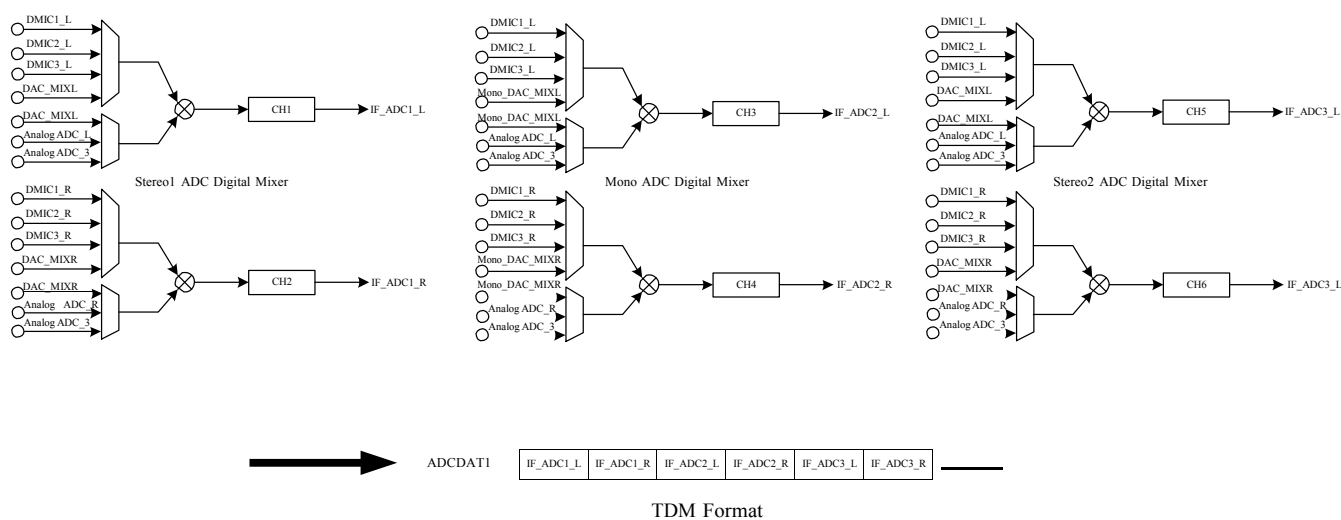 DMIC1_L
DMIC2_L
DMIC3_L
DAC_MIXL
DAC_MIXL
Analog ADC_L
Analog ADC_3
CH1
IF_ADC1_L
Stereo1 ADC Digital Mixer
DMIC1_R
DMIC2_R
DMIC3_R
DAC_MIXR
DAC_MIXR
Analog ADC_R
Analog ADC_3
CH2
IF_ADC1_R
DMIC1_L
DMIC2_L
DMIC3_L
Mono_DAC_MIXL
Mono_DAC_MIXL
Analog ADC_L
Analog ADC_3
CH3
IF_ADC2_L
Mono ADC Digital Mixer
DMIC1_R
DMIC2_R
DMIC3_R
Mono_DAC_MIXR
Mono_DAC_MIXR
Analog ADC_R
Analog ADC_3
CH4
IF_ADC2_R
DMIC1_L
DMIC2_L
DMIC3_L
DAC_MIXL
DAC_MIXL
Analog ADC_L
Analog ADC_3
CH5
IF_ADC3_L
Stereo2 ADC Digital Mixer
DMIC1_R
DMIC2_R
DMIC3_R
DAC_MIXR
DAC_MIXR
Analog ADC_R
Analog ADC_3
CH6
IF_ADC3_L
ADCDAT1
IF_ADC1_L IF_ADC1_R IF_ADC2_L IF_ADC2_R IF_ADC3_L IF_ADC3_R
TDM Format